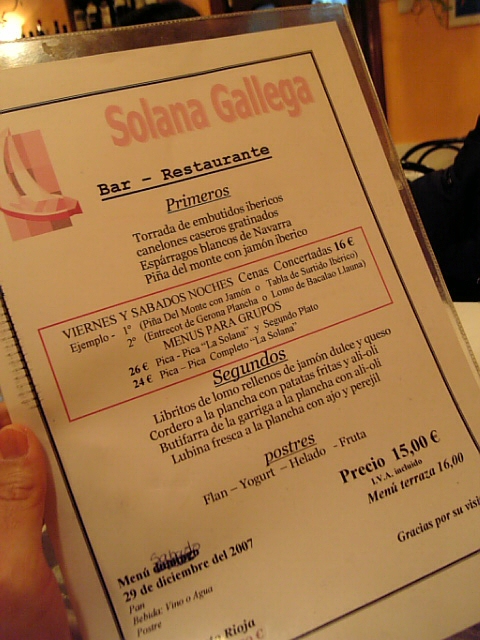 Solana Gallega
Bar - Restaurante
Primeros
Torrada de embutidos ibericos
canelones caseros gratinados
Espárragos blancos de Navarra
Piña del monte con jamón iberico
VIERNES Y SABADOS NOCHES Cenas Concertadas 16 €
Ejemplo - 1º (Piña Del Monte con Jamón o Tabla de Surtido Ibérico)
2º (Entrecot de Gerona Plancha o Lomo de Bacalao Llauna)
MENUS PARA GRUPOS
26 € Pica - Pica "La Solana" y Segundo Plato
24 € Pica - Pica Completo "La Solana"
Segundos
Libritos de lomo rellenos de jamón dulce y queso
Cordero a la plancha con patatas fritas y ali-oli
Butifarra de la garriga a la plancha con ali-oli
Lubina fresca a la plancha con ajo y perejil
postres
Flan - Yogurt - Helado - Fruta
Precio 15,00 €
I.V.A. incluido
Menú terraza 16,00
Gracias por su visi
Sabado
Menú domingo
29 de diciembre del 2007
Pan
Bebida: Vino o Agua
Postre
Rioja